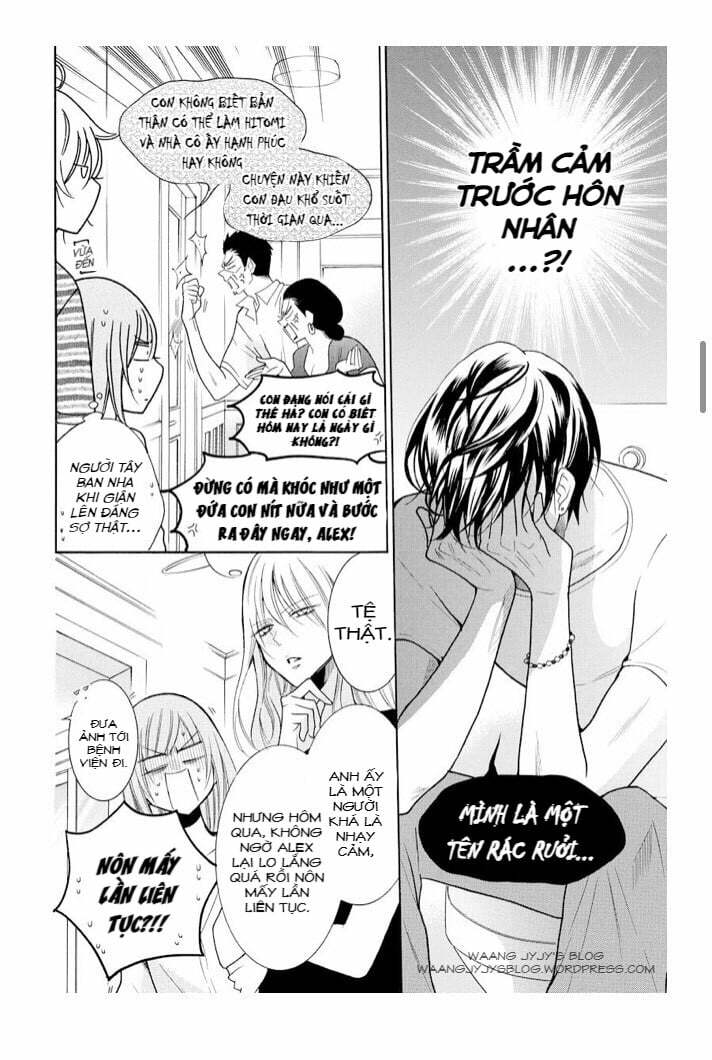 TRẦM CẢM
TRƯỚC HÔN
NHÂN
...?!
MÌNH LÀ MỘT
TÊN RÁC RƯỞI...
CON KHÔNG BIẾT BẢN
THÂN CÓ THỂ LÀM HITOMI
VÀ NHÀ CÔ ẤY HẠNH PHÚC
HAY KHÔNG
CHUYỆN NÀY KHIẾN
CON ĐAU KHỔ SUỐT
THỜI GIAN QUA...
VỪA
ĐẾN
CON ĐANG NÓI CÁI GÌ
THẾ HẢ? CON CÓ BIẾT
HÔM NAY LÀ NGÀY GÌ
KHÔNG?!
ĐỪNG CÓ MÀ KHÓC NHƯ MỘT
ĐỨA CON NÍT NỮA VÀ BƯỚC
RA ĐÂY NGAY, ALEX!
NGƯỜI TÂY
BAN NHA
KHI GIẬN
LÊN ĐÁNG
SỢ THẬT...
TỆ
THẬT.
ANH ẤY
LÀ MỘT
NGƯỜI
KHÁ LÀ
NHẠY
CẢM,
NHƯNG HÔM
QUA, KHÔNG
NGỜ ALEX
LẠI LO LẮNG
QUÁ RỒI NÔN
MẤY LẦN
LIÊN TỤC.
ĐƯA
ẢNH TỚI
BỆNH
VIỆN ĐI.
NÔN MẤY
LẦN LIÊN
TỤC?!!
WAANG JYJY'S BLOG
WAANGJYJYSBLOG.WORDPRESS.COM